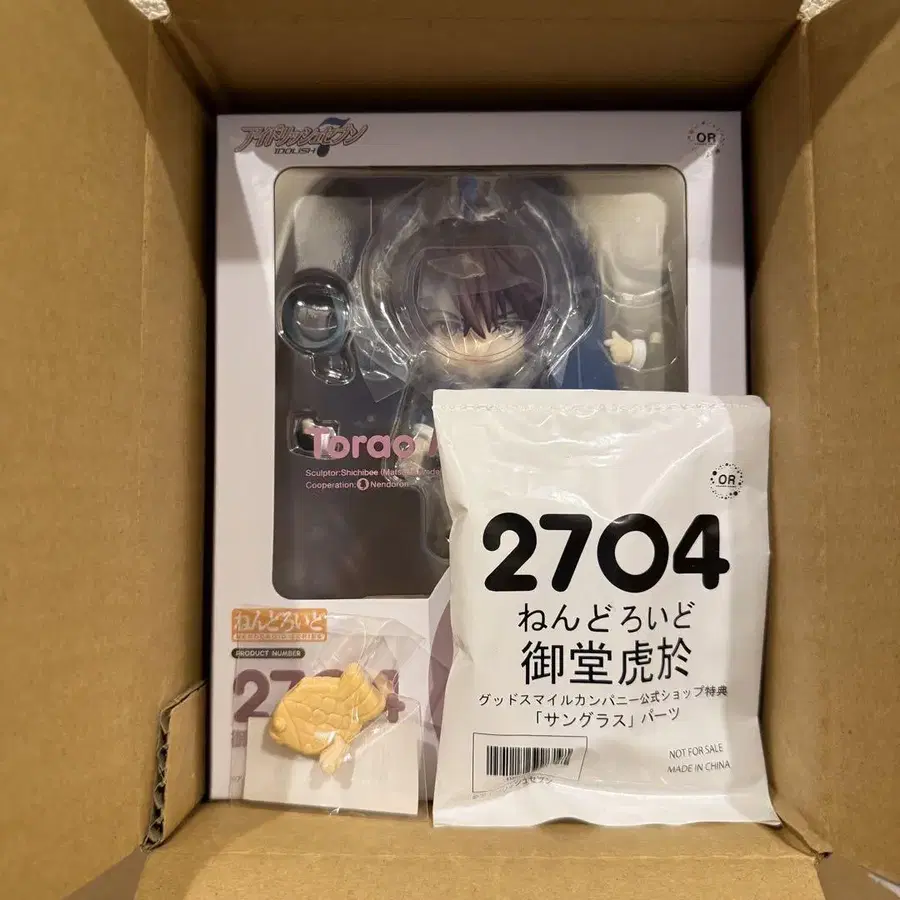 アイドリッシュセブン
IDOLiSH7
OR
Torao
Sculptor:Shichibee
Cooperation: Nendoron
ねんどろいど
PRODUCT NUMBER
2704
OR
2704
ねんどろいど
御堂虎於
グッドスマイルカンパニー公式ショップ特典
「サングラス」パーツ
NOT FOR SALE
MADE IN CHINA